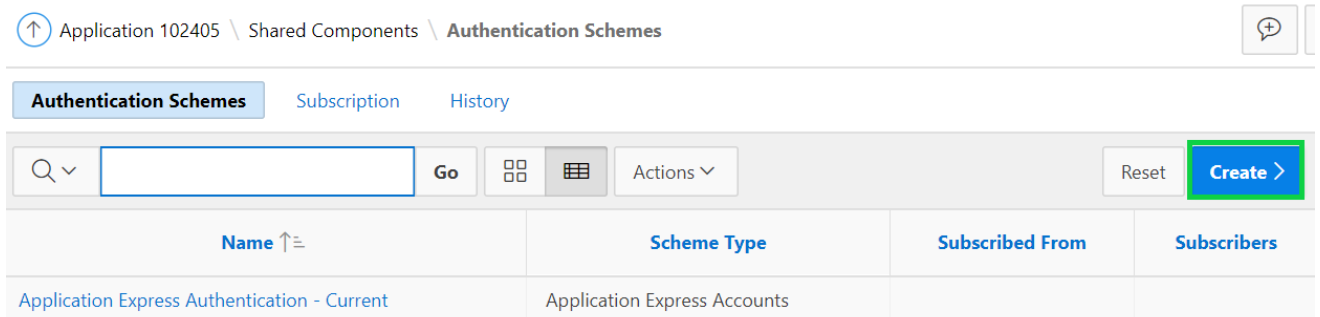 Application 102405 \ Shared Components \ Authentication Schemes
Authentication Schemes Subscription History
Go Actions Reset Create >
Name Scheme Type Subscribed From Subscribers
Application Express Authentication - Current Application Express Accounts